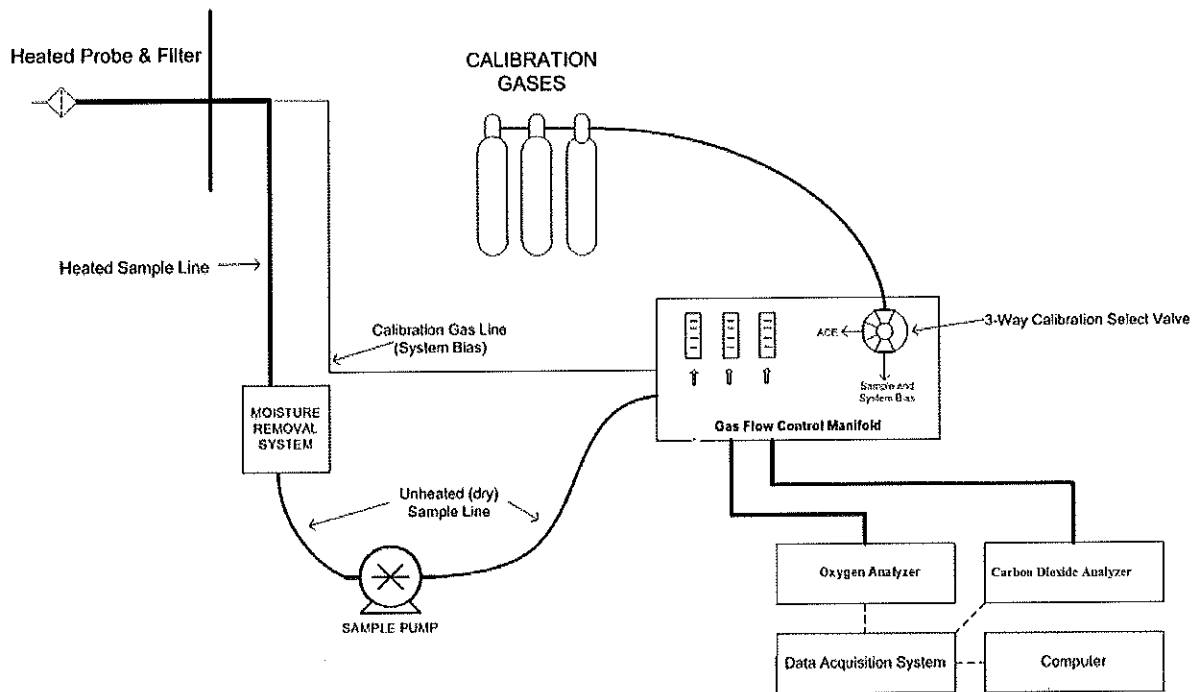 Heated Probe & Filter
CALIBRATION
GASES
Heated Sample Line
Calibration Gas Line
(System Bias)
ACE
3-Way Calibration Select Valve
Sample and
System Bias
Gas Flow Control Manifold
MOISTURE
REMOVAL
SYSTEM
Unheated (dry)
Sample Line
SAMPLE PUMP
Oxygen Analyzer
Carbon Dioxide Analyzer
Data Acquisition System
Computer